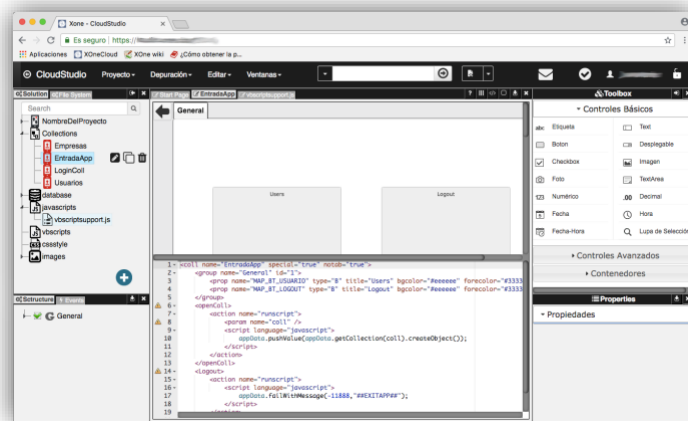 Xone - CloudStudio
Es seguro | https://
Aplicaciones XOneCloud XOne wiki ¿Cómo obtener la p...
CloudStudio Proyecto Depuración Editar Ventanas
Solution File System
Start Page EntradaApp vbscriptsupport.js
Toolbox
Search
General
Controles Básicos
NombreDelProyecto
Collections
Empresas
EntradaApp
LoginColl
Usuarios
database
javascripts
vbscriptsupport.js
vbscripts
cssstyle
images
Users Logout
abc Etiqueta Text
Boton Desplegable
Checkbox Imagen
Foto TextArea
123 Numérico .00 Decimal
Fecha Hora
Fecha-Hora Lupa de Selección
Controles Avanzados
Contenedores
Structure Events
General
Properties
Propiedades
1 <coll name="EntradaApp" special="true" notab="true">
2 <group name="General" id="1">
3 <prop name="MAP_BT_USUARIO" type="B" title="Users" bgcolor="#eeeeee" forecolor="#3333
4 <prop name="MAP_BT_LOGOUT" type="B" title="Logout" bgcolor="#eeeeee" forecolor="#3333
5 </group>
6 <openColl>
7 <action name="runscript">
8 <param name="coll" />
9 <script language="javascript">
10 appData.pushValue(appData.getCollection(coll).createObject());
11 </script>
12 </action>
13 </openColl>
14 <Logout>
15 <action name="runscript">
16 <script language="javascript">
17 appData.failWithMessage(-11888,"##EXITAPP##");
18 </script>
19 </action>